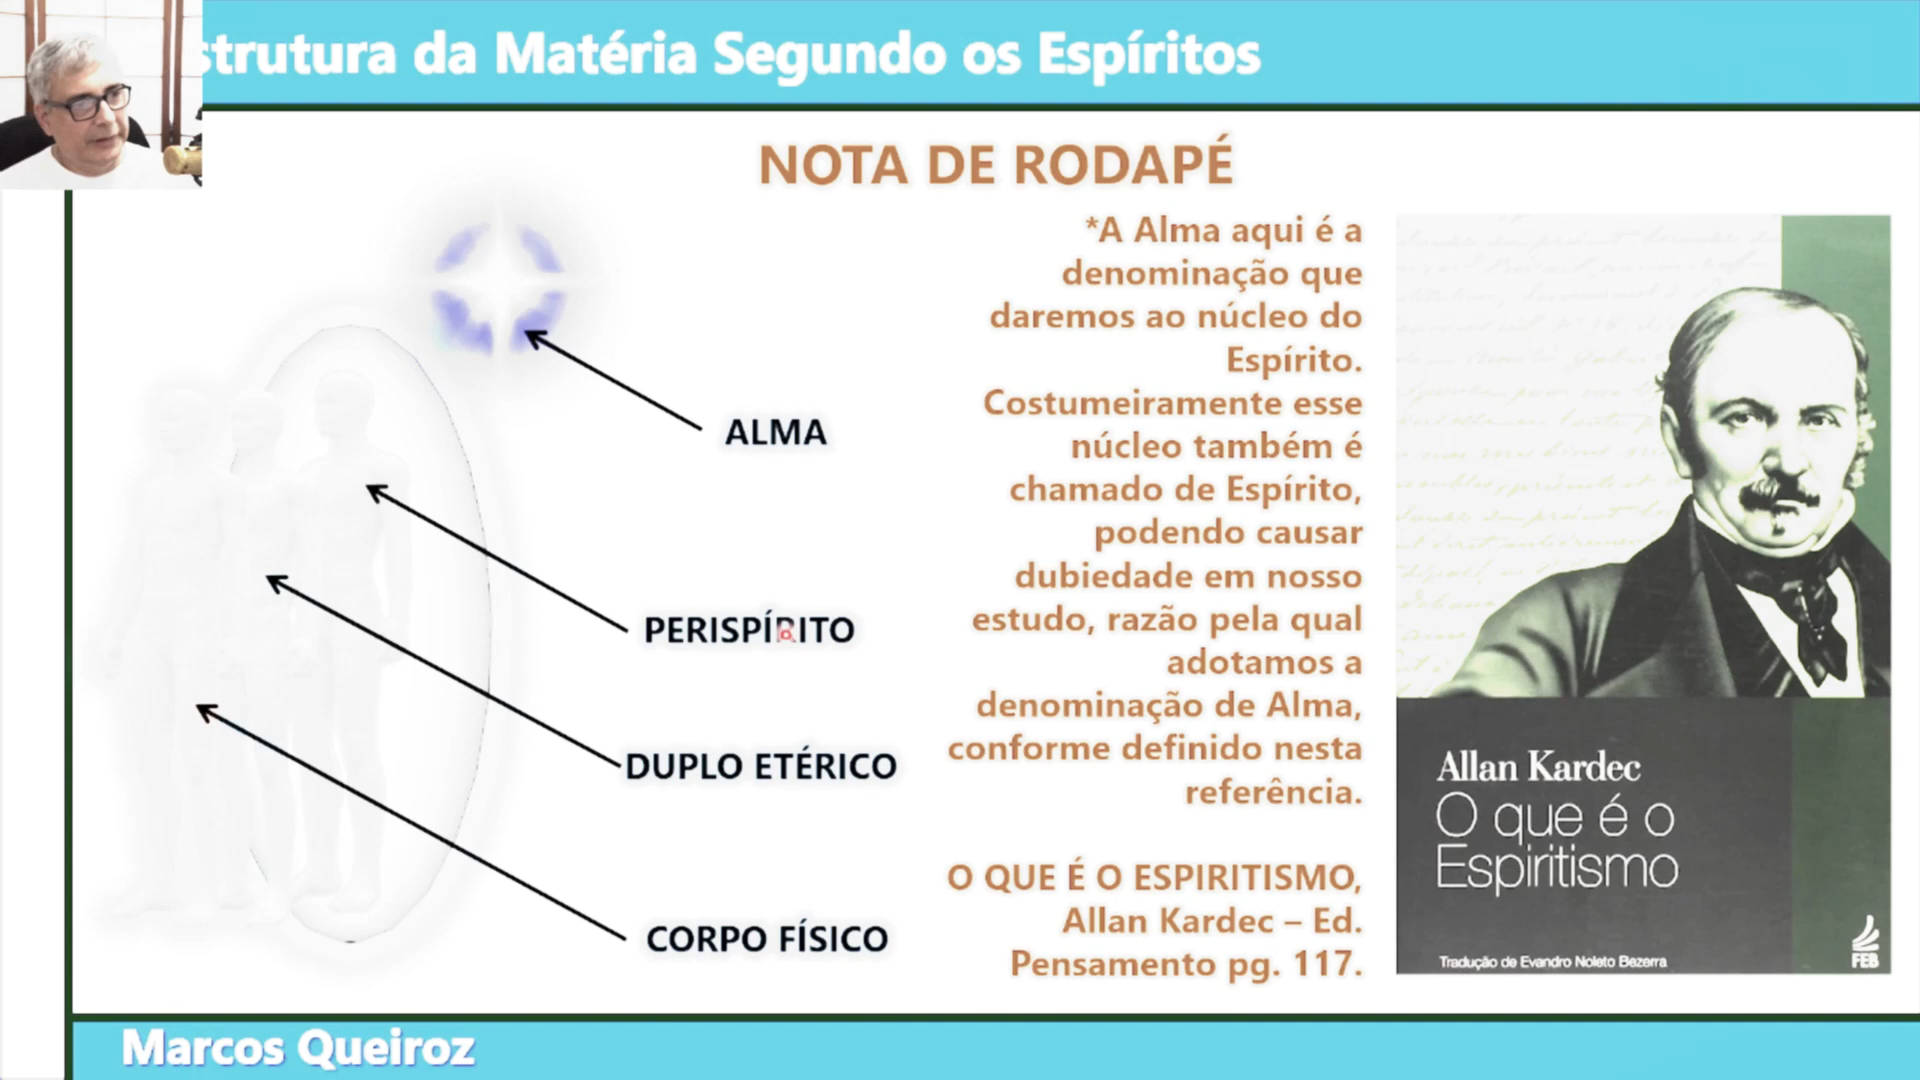 strutura da Matéria Segundo os Espíritos
NOTA DE RODAPÉ
*A Alma aqui é a
denominação que
daremos ao núcleo do
Espírito.
Costumeiramente esse
núcleo também é
chamado de Espírito,
podendo causar
dubiedade em nosso
estudo, razão pela qual
adotamos a
denominação de Alma,
conforme definido nesta
referência.
O QUE É O ESPIRITISMO,
Allan Kardec – Ed.
Pensamento pg. 117.
ALMA
PERISPÍRITO
DUPLO ETÉRICO
CORPO FÍSICO
Allan Kardec
O que é o
Espiritismo
Tradução de Evandro Noleto Bezerra
FEB
Marcos Queiroz